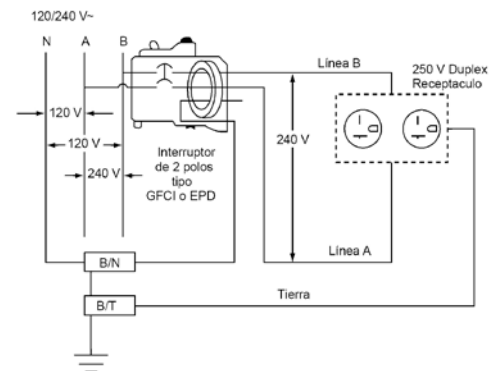 120/240 V~
N A B
Línea B
250 V Duplex
Receptaculo
120 V
120 V
240 V
240 V
Interruptor
de 2 polos
tipo
GFCI o EPD
Línea A
B/N
Tierra
B/T